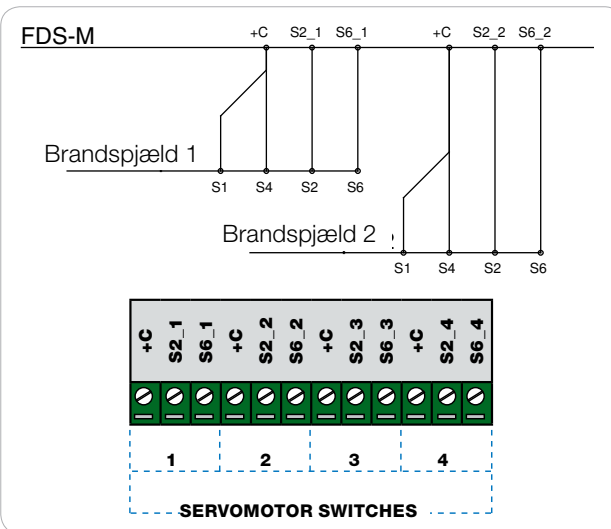 FDS-M
+C S2_1 S6_1 +C S2_2 S6_2
Brandspjæld 1
S1 S4 S2 S6
Brandspjæld 2
S1 S4 S2 S6
+C S2_1 S6_1 +C S2_2 S6_2 +C S2_3 S6_3 +C S2_4 S6_4
1 2 3 4
SERVOMOTOR SWITCHES